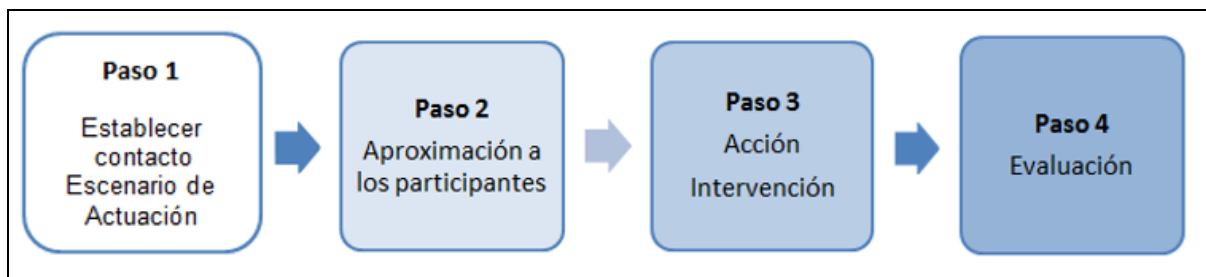 Paso 1
Establecer
contacto
Escenario de
Actuación
Paso 2
Aproximación a
los participantes
Paso 3
Acción
Intervención
Paso 4
Evaluación